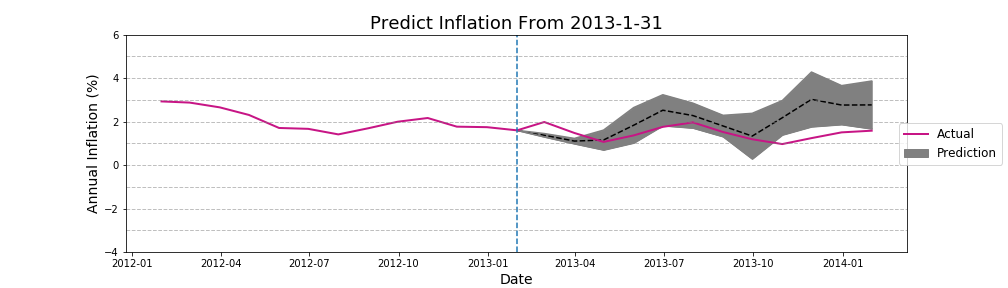 Predict Inflation From 2013-1-31
Annual Inflation (%)
6
4
2
0
−2
−4
2012-01 2012-04 2012-07 2012-10 2013-01 2013-04 2013-07 2013-10 2014-01
Date
Actual
Prediction